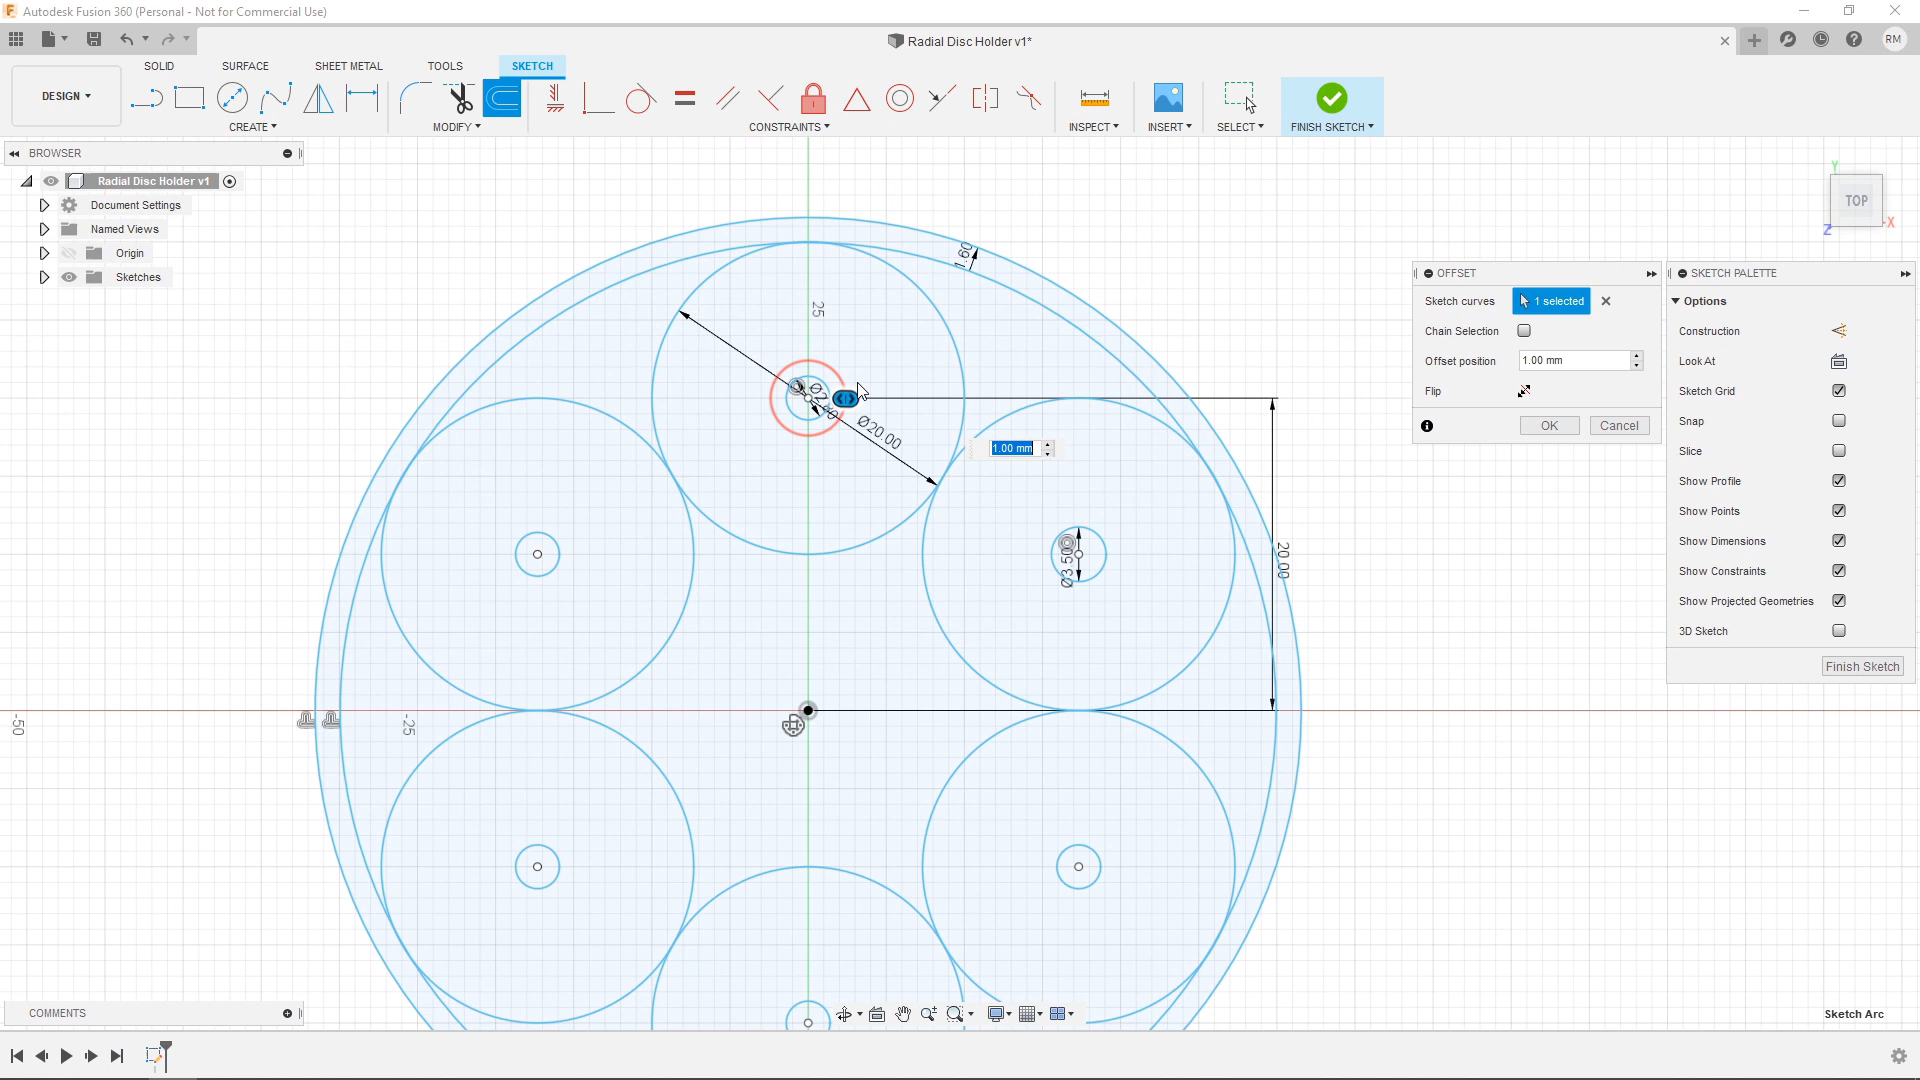 Autodesk Fusion 360 (Personal - Not for Commercial Use)
Radial Disc Holder v1*
RM
SOLID
SURFACE
SHEET METAL
TOOLS
SKETCH
DESIGN
CREATE
MODIFY
CONSTRAINTS
INSPECT
INSERT
SELECT
FINISH SKETCH
BROWSER
Radial Disc Holder v1
Document Settings
Named Views
Origin
Sketches
Y
TOP
-X
Z
1.60
25
Ø20.00
1.00 mm
Ø3.50
20.00
-50
-25
OFFSET
Sketch curves
1 selected
Chain Selection
Offset position
1.00 mm
Flip
OK
Cancel
SKETCH PALETTE
Options
Construction
Look At
Sketch Grid
Snap
Slice
Show Profile
Show Points
Show Dimensions
Show Constraints
Show Projected Geometries
3D Sketch
Finish Sketch
COMMENTS
Sketch Arc